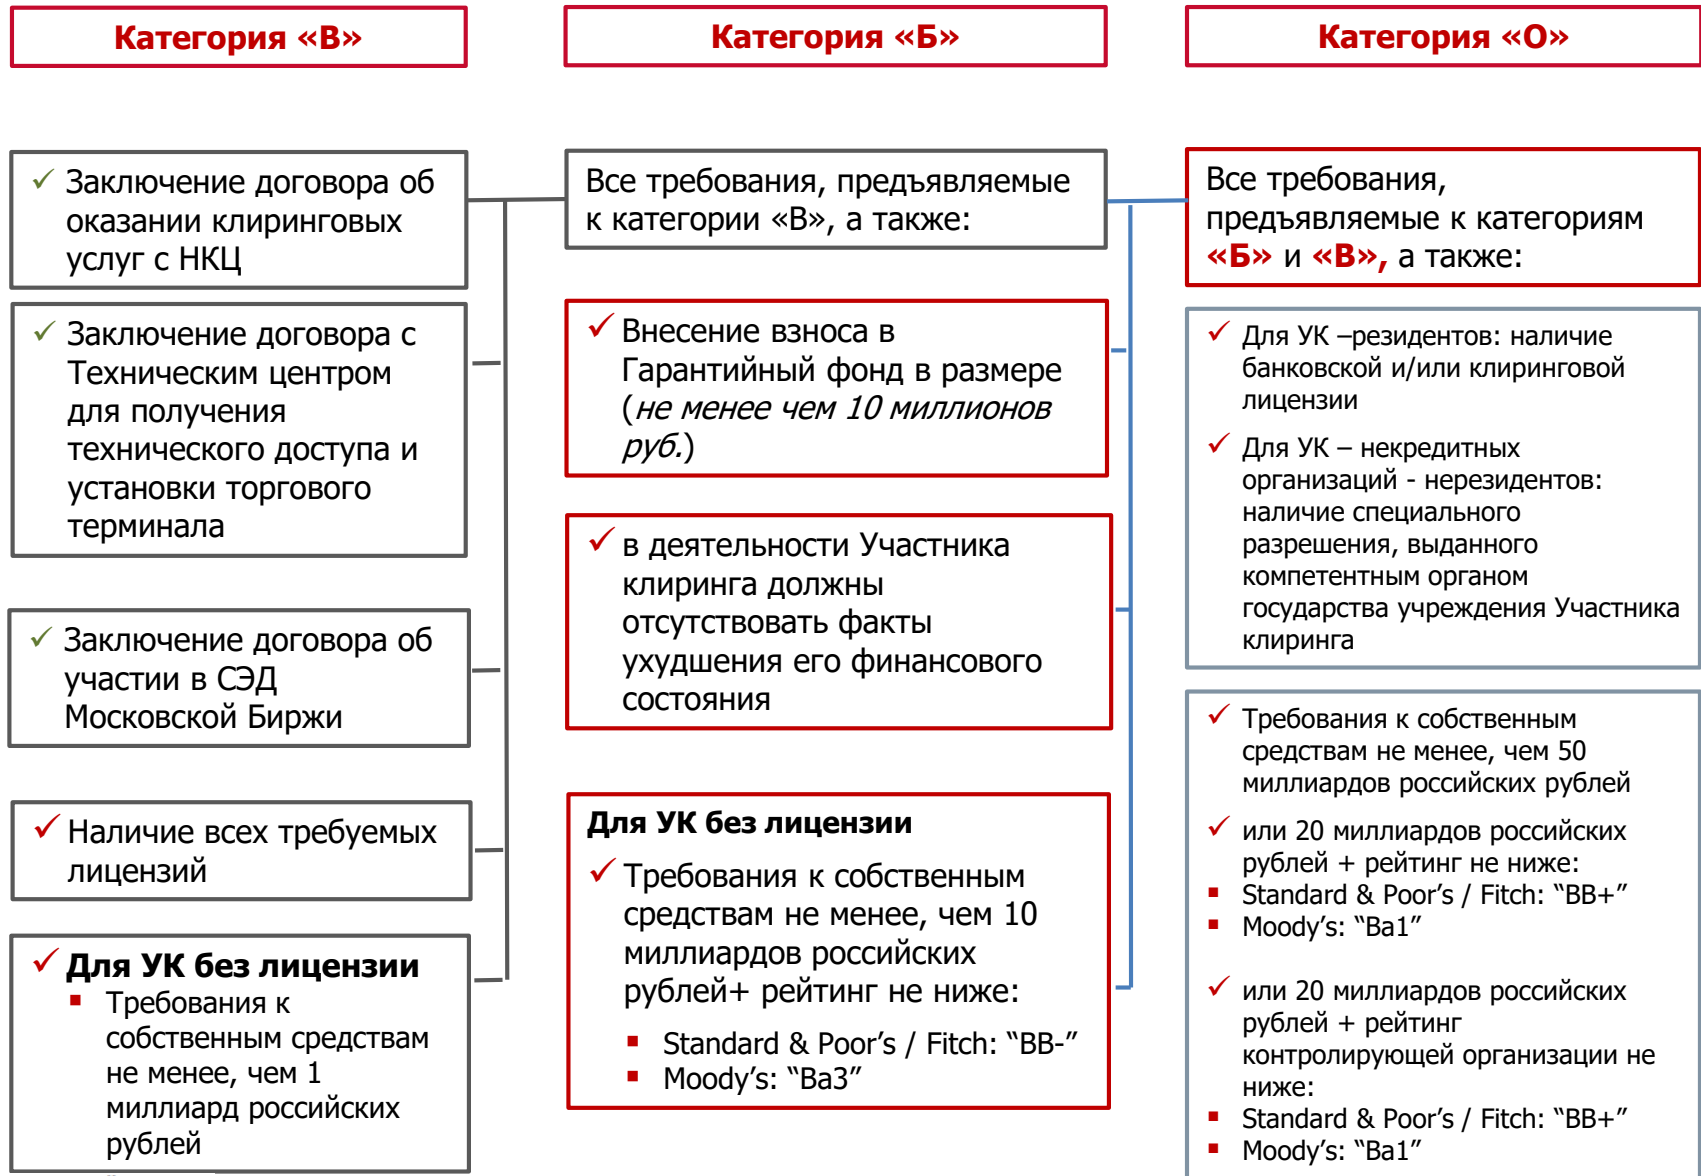 Категория «В»
Заключение договора об
оказании клиринговых
услуг с НКЦ
Заключение договора с
Техническим центром
для получения
технического доступа и
установки торгового
терминала
Заключение договора об
участии в СЭД
Московской Биржи
Наличие всех требуемых
лицензий
Для УК без лицензии
Требования к
собственным средствам
не менее, чем 1
миллиард российских
рублей
Категория «Б»
Все требования, предъявляемые
к категории «В», а также:
Внесение взноса в
Гарантийный фонд в размере
(не менее чем 10 миллионов
руб.)
в деятельности Участника
клиринга должны
отсутствовать факты
ухудшения его финансового
состояния
Для УК без лицензии
Требования к собственным
средствам не менее, чем 10
миллиардов российских
рублей+ рейтинг не ниже:
Standard & Poor’s / Fitch: “BB-”
Moody’s: “Ba3”
Категория «О»
Все требования,
предъявляемые к категориям
«Б» и «В», а также:
Для УК –резидентов: наличие
банковской и/или клиринговой
лицензии
Для УК – некредитных
организаций - нерезидентов:
наличие специального
разрешения, выданного
компетентным органом
государства учреждения Участника
клиринга
Требования к собственным
средствам не менее, чем 50
миллиардов российских рублей
или 20 миллиардов российских
рублей + рейтинг не ниже:
Standard & Poor’s / Fitch: “BB+”
Moody’s: “Ba1”
или 20 миллиардов российских
рублей + рейтинг
контролирующей организации не
ниже:
Standard & Poor’s / Fitch: “BB+”
Moody’s: “Ba1”